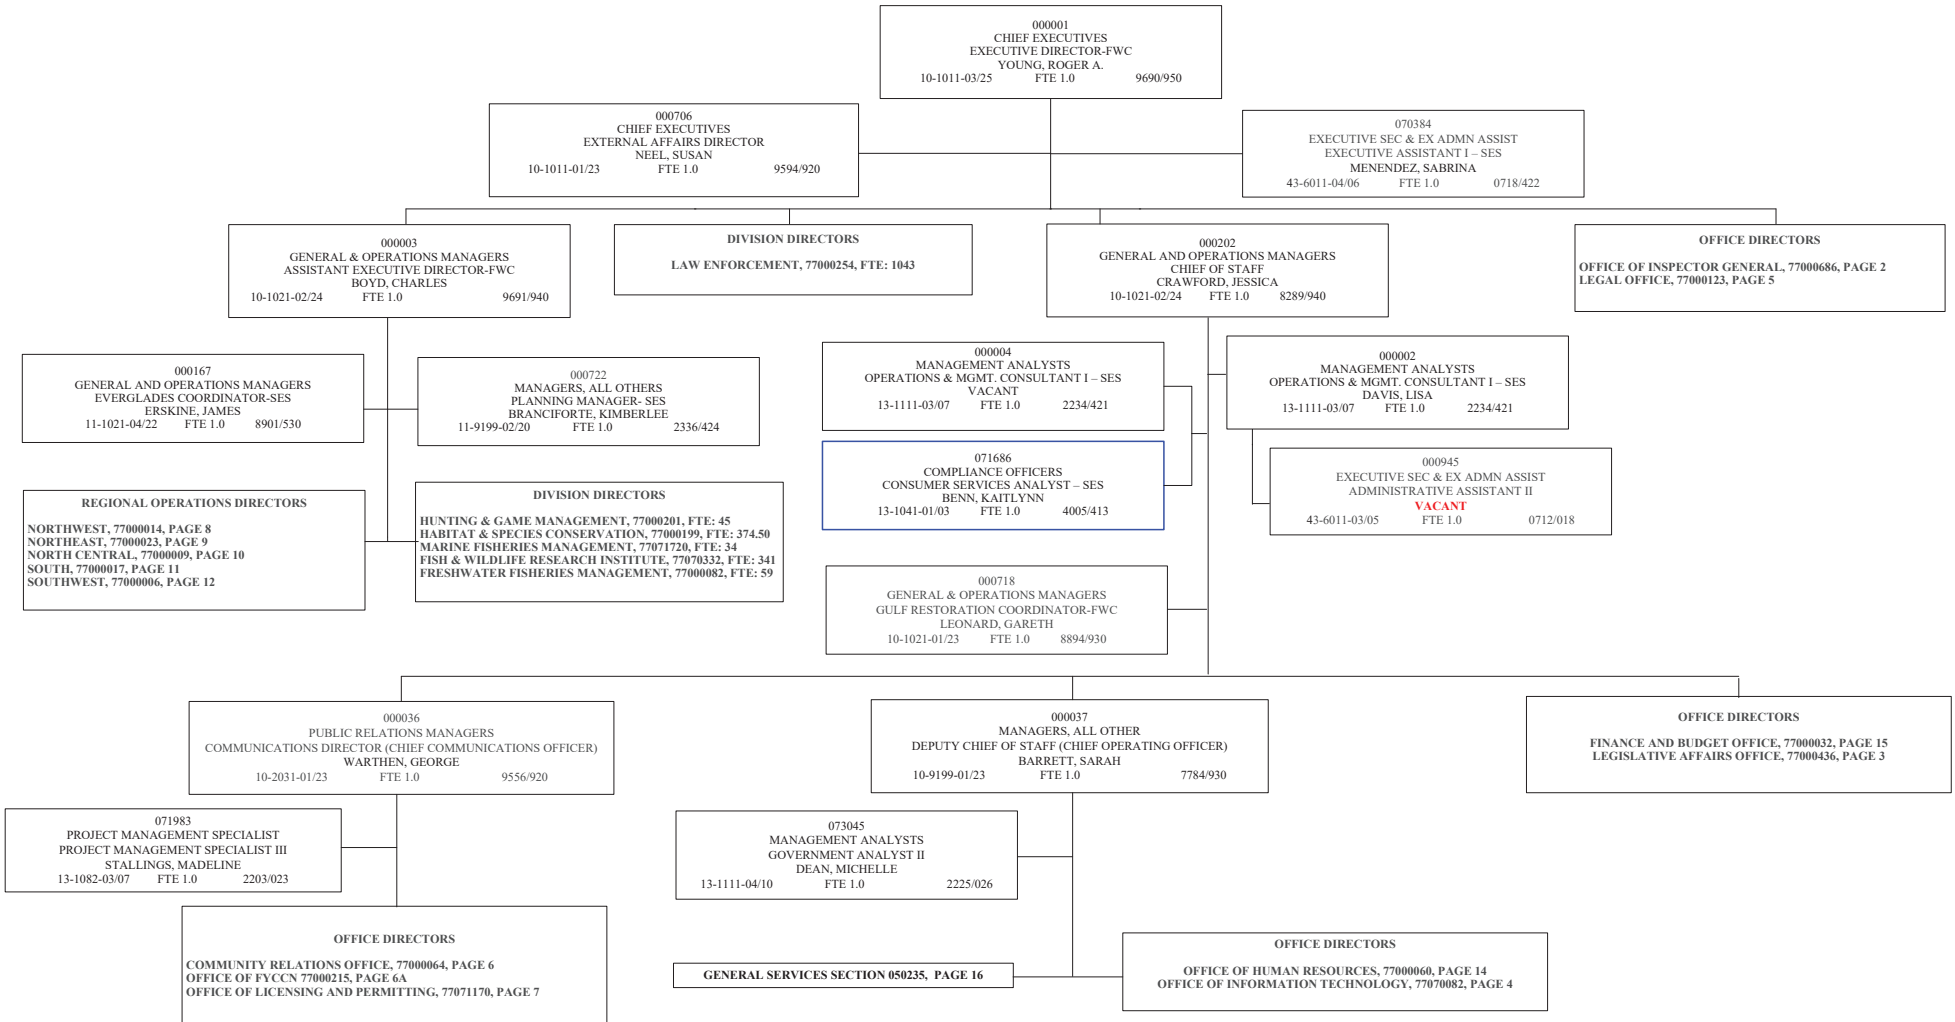 000001
CHIEF EXECUTIVES
EXECUTIVE DIRECTOR-FWC
YOUNG, ROGER A.
10-1011-03/25 FTE 1.0 9690/950
000706
CHIEF EXECUTIVES
EXTERNAL AFFAIRS DIRECTOR
NEEL, SUSAN
10-1011-01/23 FTE 1.0 9594/920
070384
EXECUTIVE SEC & EX ADMN ASSIST
EXECUTIVE ASSISTANT I – SES
MENENDEZ, SABRINA
43-6011-04/06 FTE 1.0 0718/422
000003
GENERAL & OPERATIONS MANAGERS
ASSISTANT EXECUTIVE DIRECTOR-FWC
BOYD, CHARLES
10-1021-02/24 FTE 1.0 9691/940
DIVISION DIRECTORS
LAW ENFORCEMENT, 77000254, FTE: 1043
000202
GENERAL AND OPERATIONS MANAGERS
CHIEF OF STAFF
CRAWFORD, JESSICA
10-1021-02/24 FTE 1.0 8289/940
OFFICE DIRECTORS
OFFICE OF INSPECTOR GENERAL, 77000686, PAGE 2
LEGAL OFFICE, 77000123, PAGE 5
000167
GENERAL AND OPERATIONS MANAGERS
EVERGLADES COORDINATOR-SES
ERSKINE, JAMES
11-1021-04/22 FTE 1.0 8901/530
000722
MANAGERS, ALL OTHERS
PLANNING MANAGER- SES
BRANCIFORTE, KIMBERLEE
11-9199-02/20 FTE 1.0 2336/424
000004
MANAGEMENT ANALYSTS
OPERATIONS & MGMT. CONSULTANT I – SES
VACANT
13-1111-03/07 FTE 1.0 2234/421
000002
MANAGEMENT ANALYSTS
OPERATIONS & MGMT. CONSULTANT I – SES
DAVIS, LISA
13-1111-03/07 FTE 1.0 2234/421
071686
COMPLIANCE OFFICERS
CONSUMER SERVICES ANALYST – SES
BENN, KAITLYNN
13-1041-01/03 FTE 1.0 4005/413
000945
EXECUTIVE SEC & EX ADMN ASSIST
ADMINISTRATIVE ASSISTANT II
VACANT
43-6011-03/05 FTE 1.0 0712/018
REGIONAL OPERATIONS DIRECTORS
NORTHWEST, 77000014, PAGE 8
NORTHEAST, 77000023, PAGE 9
NORTH CENTRAL, 77000009, PAGE 10
SOUTH, 77000017, PAGE 11
SOUTHWEST, 77000006, PAGE 12
DIVISION DIRECTORS
HUNTING & GAME MANAGEMENT, 77000201, FTE: 45
HABITAT & SPECIES CONSERVATION, 77000199, FTE: 374.50
MARINE FISHERIES MANAGEMENT, 77071720, FTE: 34
FISH & WILDLIFE RESEARCH INSTITUTE, 77070332, FTE: 341
FRESHWATER FISHERIES MANAGEMENT, 77000082, FTE: 59
000718
GENERAL & OPERATIONS MANAGERS
GULF RESTORATION COORDINATOR-FWC
LEONARD, GARETH
10-1021-01/23 FTE 1.0 8894/930
000036
PUBLIC RELATIONS MANAGERS
COMMUNICATIONS DIRECTOR (CHIEF COMMUNICATIONS OFFICER)
WARTHEN, GEORGE
10-2031-01/23 FTE 1.0 9556/920
000037
MANAGERS, ALL OTHER
DEPUTY CHIEF OF STAFF (CHIEF OPERATING OFFICER)
BARRETT, SARAH
10-9199-01/23 FTE 1.0 7784/930
OFFICE DIRECTORS
FINANCE AND BUDGET OFFICE, 77000032, PAGE 15
LEGISLATIVE AFFAIRS OFFICE, 77000436, PAGE 3
071983
PROJECT MANAGEMENT SPECIALIST
PROJECT MANAGEMENT SPECIALIST III
STALLINGS, MADELINE
13-1082-03/07 FTE 1.0 2203/023
073045
MANAGEMENT ANALYSTS
GOVERNMENT ANALYST II
DEAN, MICHELLE
13-1111-04/10 FTE 1.0 2225/026
OFFICE DIRECTORS
COMMUNITY RELATIONS OFFICE, 77000064, PAGE 6
OFFICE OF FYCCN 77000215, PAGE 6A
OFFICE OF LICENSING AND PERMITTING, 77071170, PAGE 7
GENERAL SERVICES SECTION 050235, PAGE 16
OFFICE DIRECTORS
OFFICE OF HUMAN RESOURCES, 77000060, PAGE 14
OFFICE OF INFORMATION TECHNOLOGY, 77070082, PAGE 4